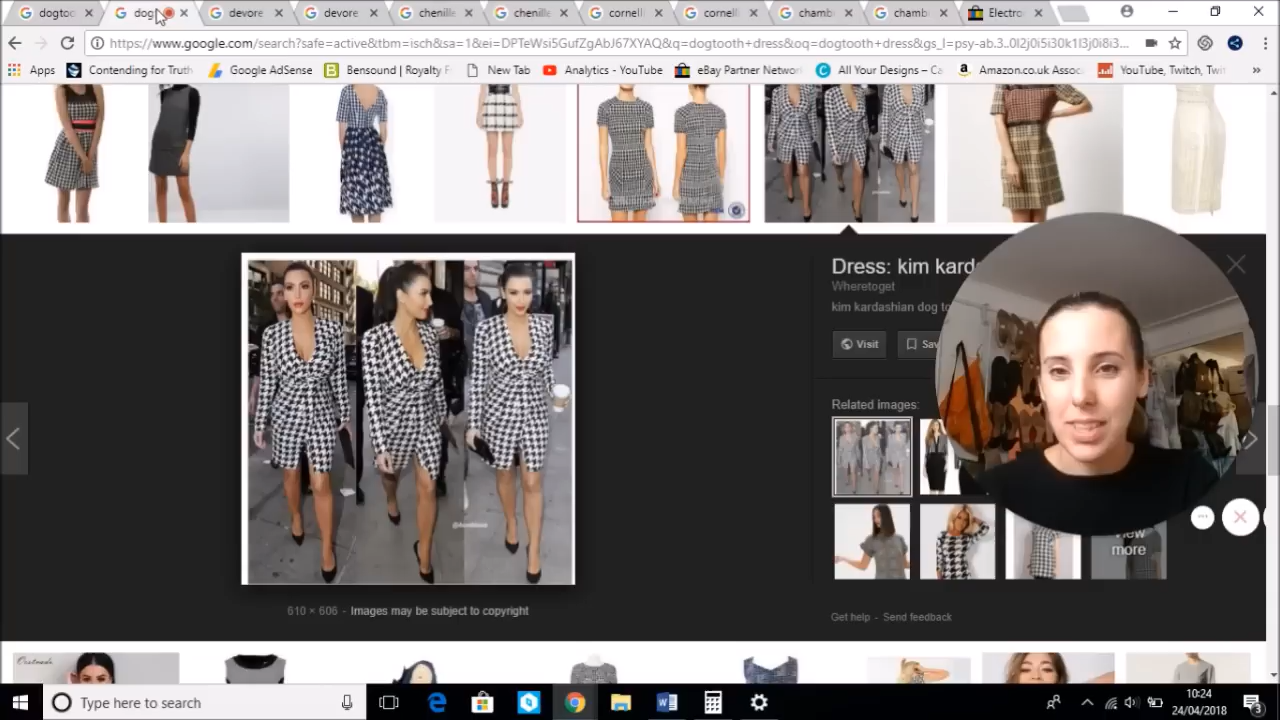 dogtoo
dog
devore
devore
chenille
chenille
cornell
cornell
chamb
chamb
Electro
https://www.google.com/search?safe=active&tbm=isch&sa=1&ei=DPTeWsi5GufZgAbJ67XYAQ&q=dogtooth+dress&oq=dogtooth+dress&gs_l=psy-ab.3..0l2j0i5i30k1l3j0i8i3...
Apps
Contending for Truth
Google AdSense
Bensound | Royalty F
New Tab
Analytics - YouTube
eBay Partner Netwo
All Your Designs – Ca
Amazon.co.uk Assoc
YouTube, Twitch, Twi
»
Dress: kim karda
Wheretoget
kim kardashian dog to
Visit
Sav
Related images:
View more
610 × 606 - Images may be subject to copyright
Get help - Send feedback
Type here to search
10:24
24/04/2018
3